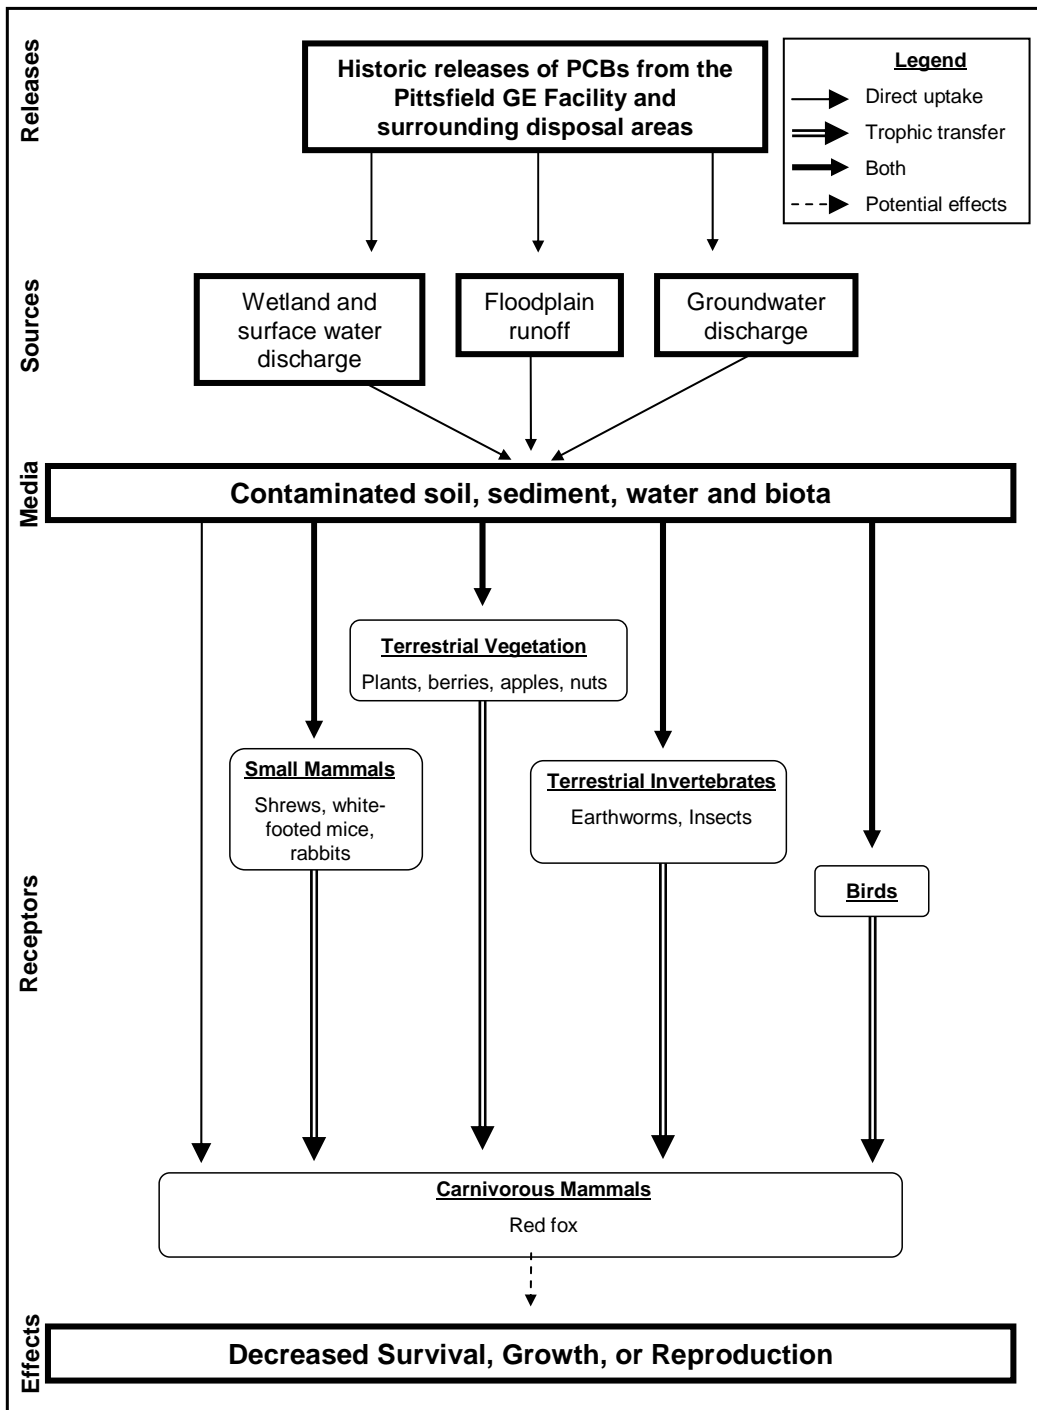 Releases
Historic releases of PCBs from the
Pittsfield GE Facility and
surrounding disposal areas
Legend
Direct uptake
Trophic transfer
Both
Potential effects
Sources
Wetland and
surface water
discharge
Floodplain
runoff
Groundwater
discharge
Media
Contaminated soil, sediment, water and biota
Receptors
Terrestrial Vegetation
Plants, berries, apples, nuts
Small Mammals
Shrews, white-
footed mice,
rabbits
Terrestrial Invertebrates
Earthworms, Insects
Birds
Carnivorous Mammals
Red fox
Effects
Decreased Survival, Growth, or Reproduction